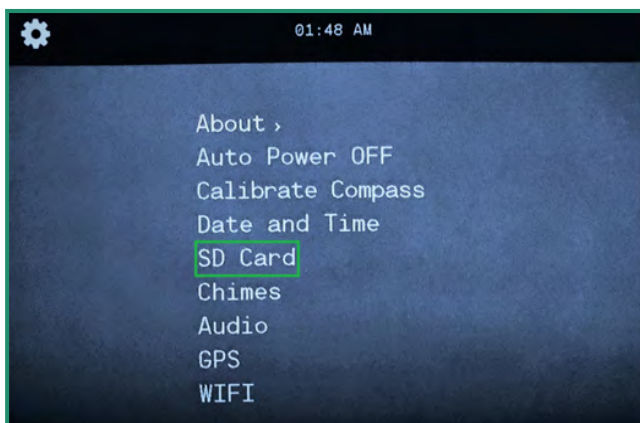 01:48 AM
About ›
Auto Power OFF
Calibrate Compass
Date and Time
SD Card
Chimes
Audio
GPS
WIFI